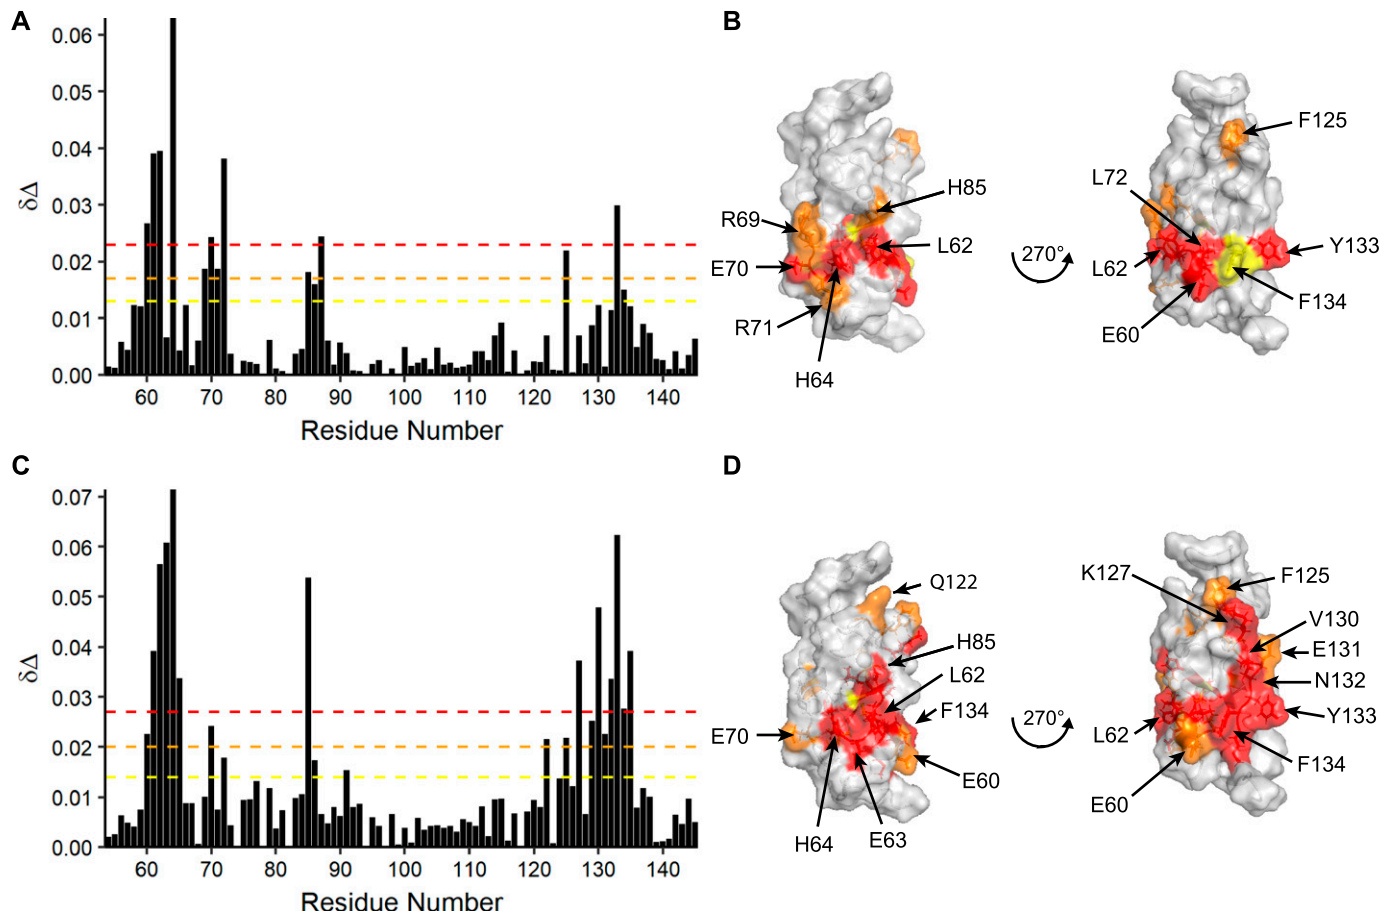 A
0.06
0.05
0.04
0.03
0.02
0.01
0.00
δΔ
60 70 80 90 100 110 120 130 140
Residue Number
B
H85
R69
L62
E70
R71
H64
270°
F125
L72
Y133
L62
F134
E60
C
0.07
0.06
0.05
0.04
0.03
0.02
0.01
0.00
δΔ
60 70 80 90 100 110 120 130 140
Residue Number
D
Q122
H85
L62
F134
E70
E60
H64
E63
270°
K127
F125
V130
E131
N132
Y133
L62
F134
E60